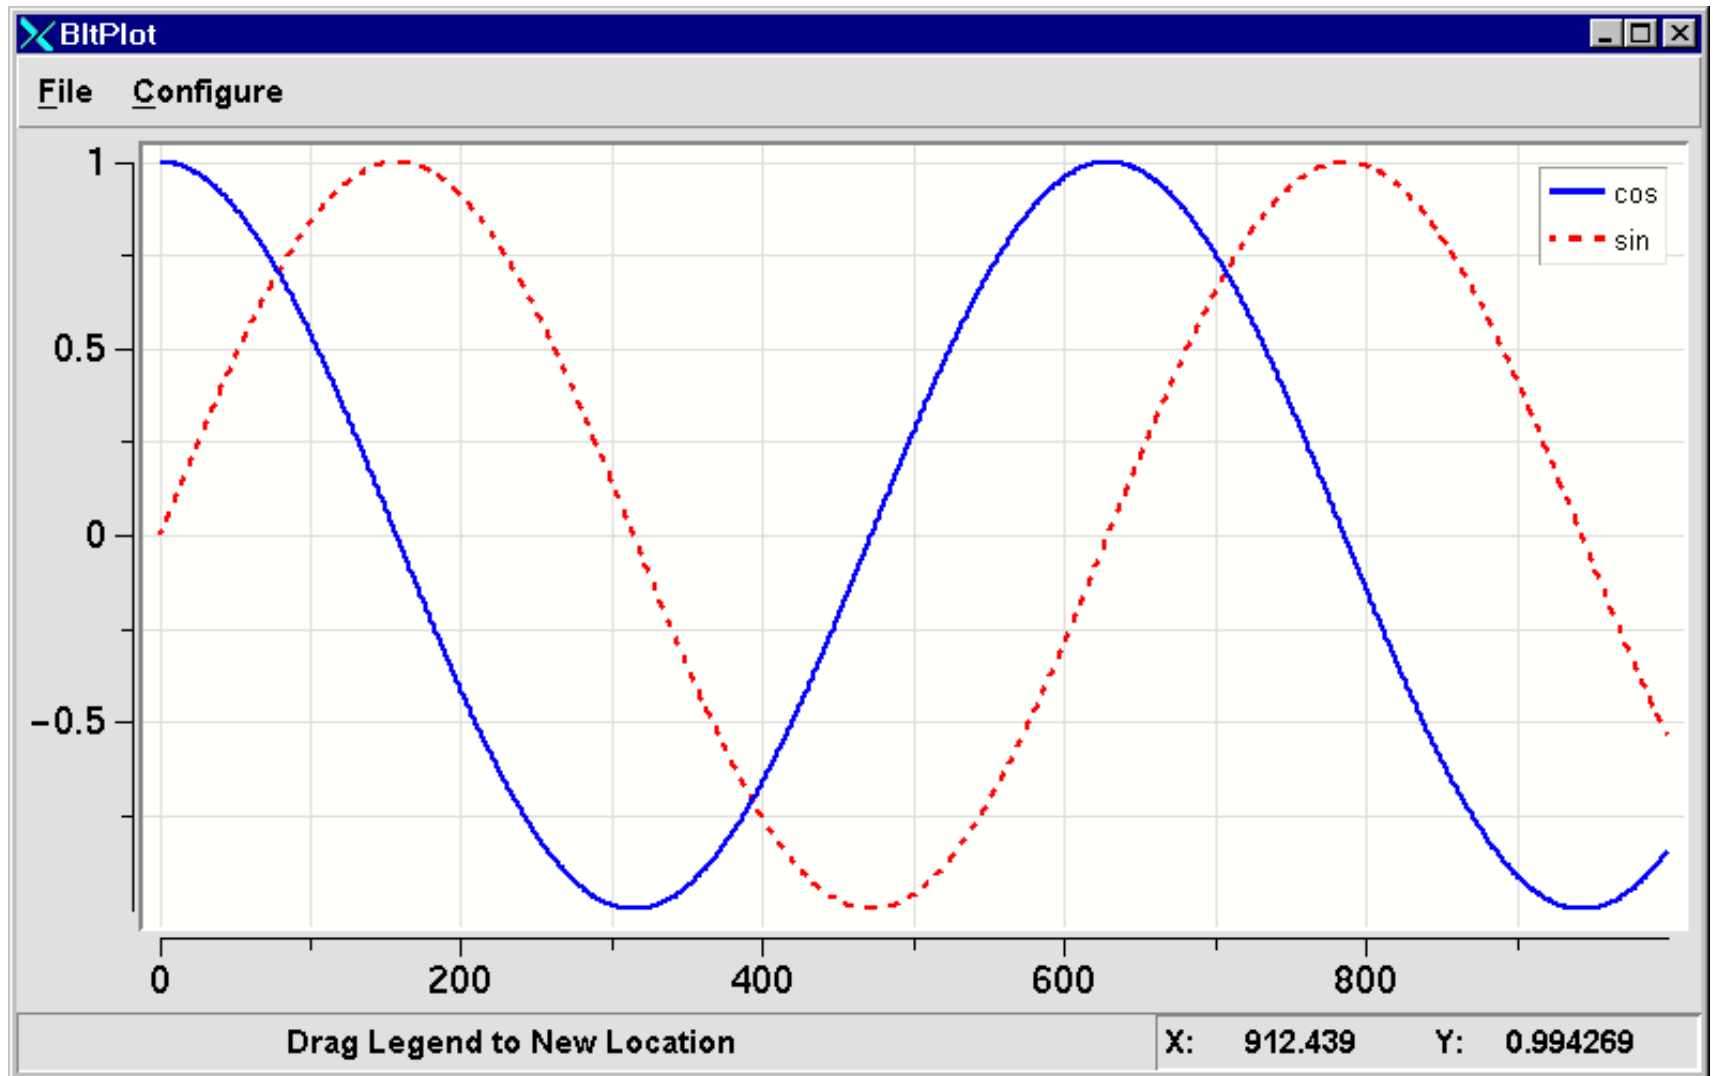 BltPlot
File Configure
1
0.5
0
−0.5
cos
sin
0 200 400 600 800
Drag Legend to New Location X: 912.439 Y: 0.994269